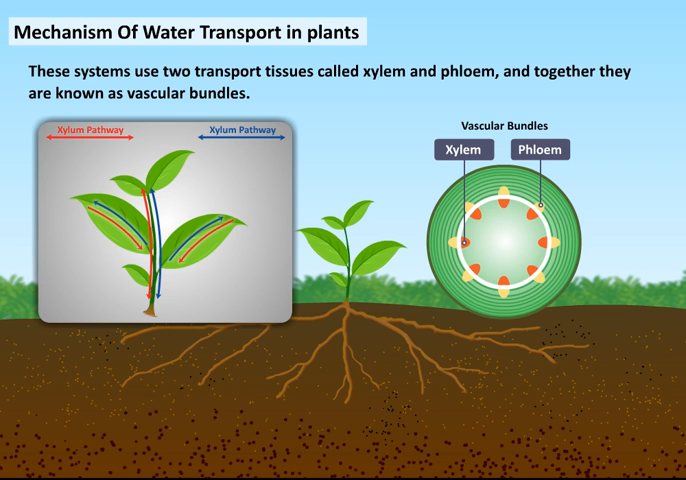 Mechanism Of Water Transport in plants
These systems use two transport tissues called xylem and phloem, and together they
are known as vascular bundles.
Xylum Pathway
Xylum Pathway
Vascular Bundles
Xylem
Phloem